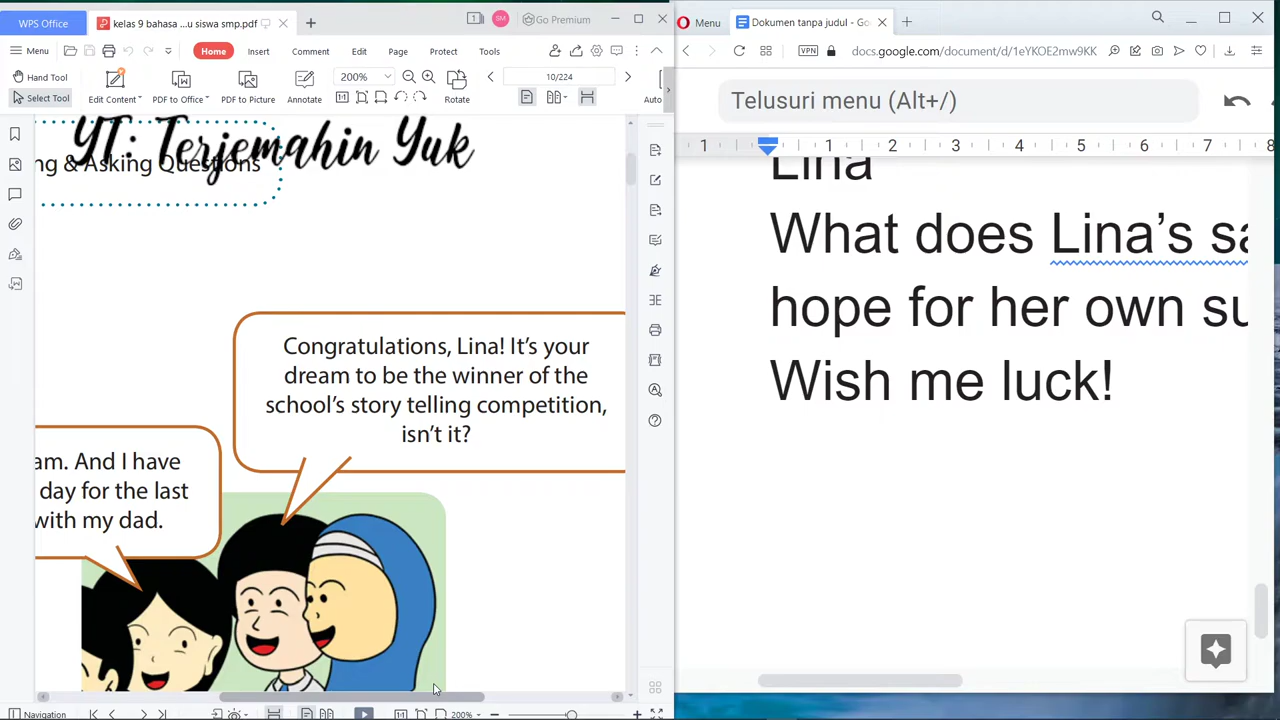 WPS Office
kelas 9 bahasa ...u siswa smp.pdf
1
SM
Go Premium
Menu
Home
Insert
Comment
Edit
Page
Protect
Tools
Hand Tool
Select Tool
Edit Content
PDF to Office
PDF to Picture
Annotate
200%
Rotate
10/224
Auto
YT: Terjemahin Yuk
ng & Asking Questions
Congratulations, Lina! It's your
dream to be the winner of the
school's story telling competition,
isn't it?
am. And I have
day for the last
with my dad.
Navigation
200%
Menu
Dokumen tanpa judul - Goo
VPN
docs.google.com/document/d/1eYKOE2mw9KK
Telusuri menu (Alt+/)
1 1 2 3 4 5 6 7 8
Lina
What does Lina's sa
hope for her own su
Wish me luck!